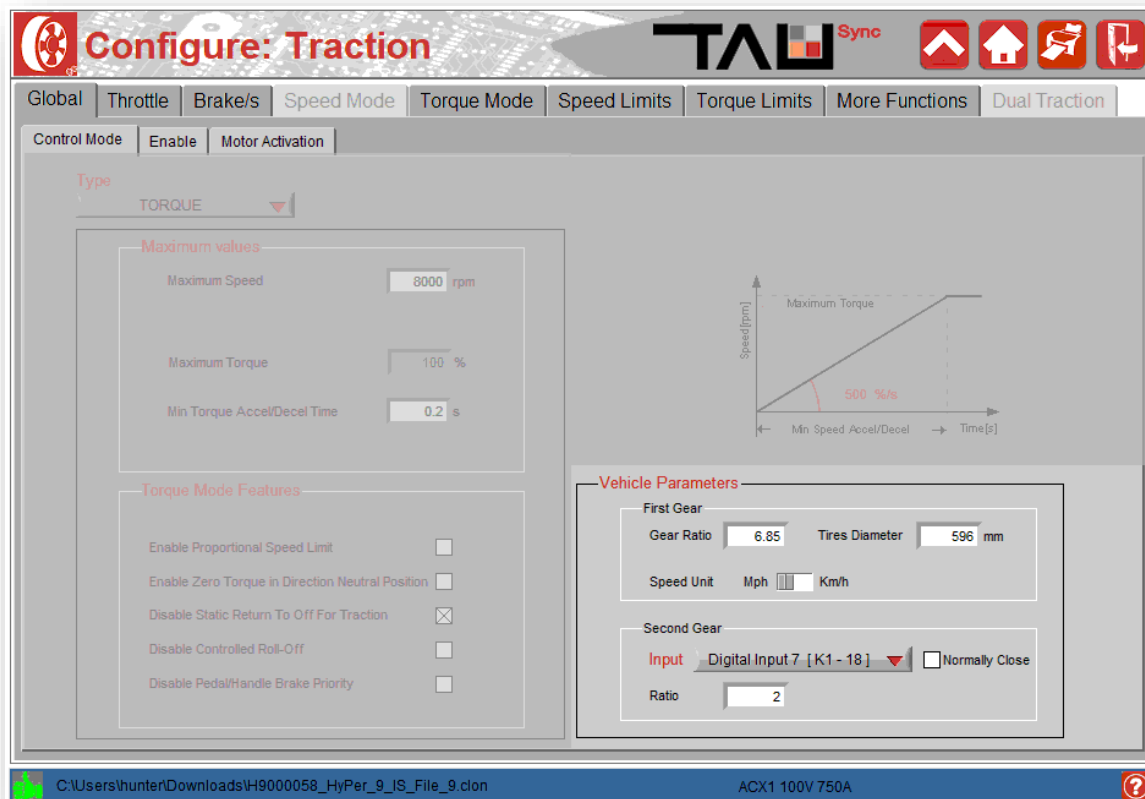 Configure: Traction
TAU Sync
Global Throttle Brake/s Speed Mode Torque Mode Speed Limits Torque Limits More Functions Dual Traction
Control Mode Enable Motor Activation
Type
TORQUE
Maximum values
Maximum Speed 8000 rpm
Maximum Torque 100 %
Min Torque Accel/Decel Time 0.2 s
Torque Mode Features
Enable Proportional Speed Limit
Enable Zero Torque in Direction Neutral Position
Disable Static Return To Off For Traction
Disable Controlled Roll-Off
Disable Pedal/Handle Brake Priority
Speed[rpm]
Maximum Torque
500 %/s
Min Speed Accel/Decel Time[s]
Vehicle Parameters
First Gear
Gear Ratio 6.85 Tires Diameter 596 mm
Speed Unit Mph Km/h
Second Gear
Input Digital Input 7 [ K1 - 18 ] Normally Close
Ratio 2
C:\Users\hunter\Downloads\H9000058_HyPer_9_IS_File_9.clon ACX1 100V 750A ?